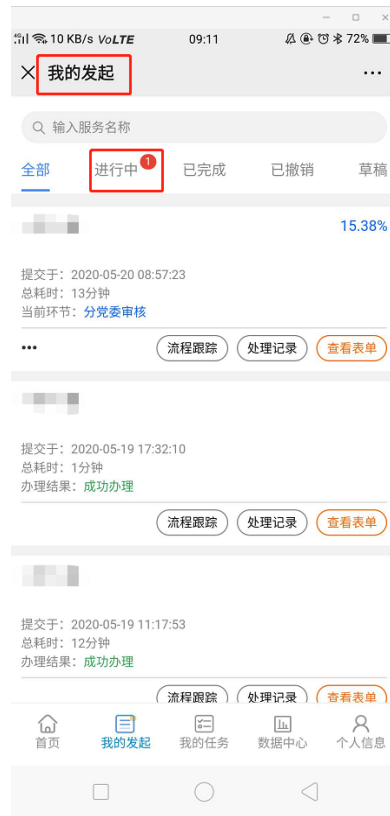 10 KB/s VoLTE 09:11 72%
我的发起
输入服务名称
全部 进行中 1 已完成 已撤销 草稿
15.38%
提交于：2020-05-20 08:57:23
总耗时：13分钟
当前环节：分党委审核
流程跟踪 处理记录 查看表单
提交于：2020-05-19 17:32:10
总耗时：1分钟
办理结果：成功办理
流程跟踪 处理记录 查看表单
提交于：2020-05-19 11:17:53
总耗时：12分钟
办理结果：成功办理
流程跟踪 处理记录 查看表单
首页 我的发起 我的任务 数据中心 个人信息